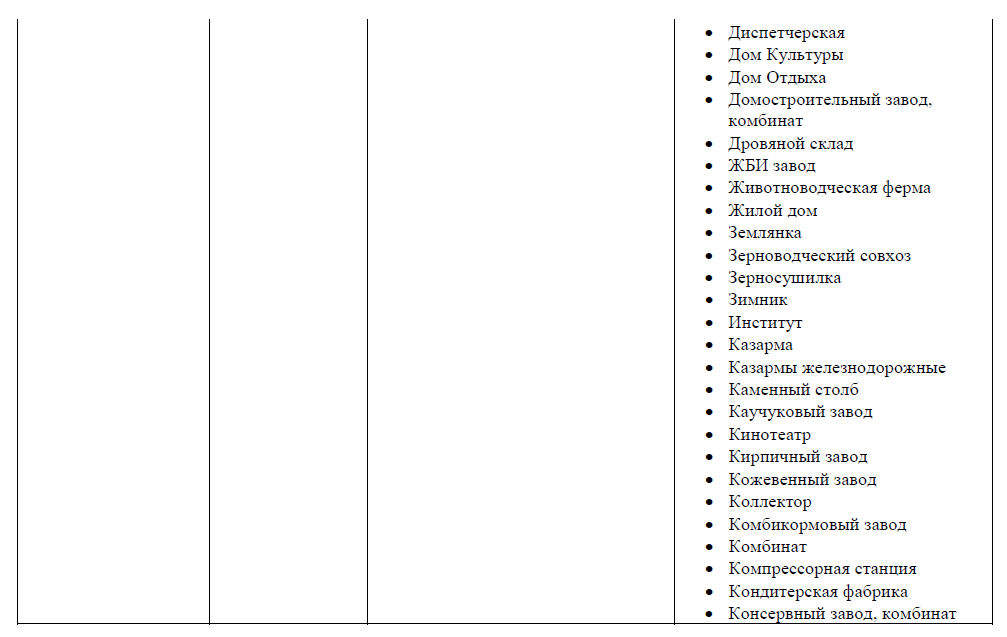 • Диспетчерская
• Дом Культуры
• Дом Отдыха
• Домостроительный завод,
комбинат
• Дровяной склад
• ЖБИ завод
• Животноводческая ферма
• Жилой дом
• Землянка
• Зерноводческий совхоз
• Зерносушилка
• Зимник
• Институт
• Казарма
• Казармы железнодорожные
• Каменный столб
• Каучуковый завод
• Кинотеатр
• Кирпичный завод
• Кожевенный завод
• Коллектор
• Комбикормовый завод
• Комбинат
• Компрессорная станция
• Кондитерская фабрика
• Консервный завод, комбинат